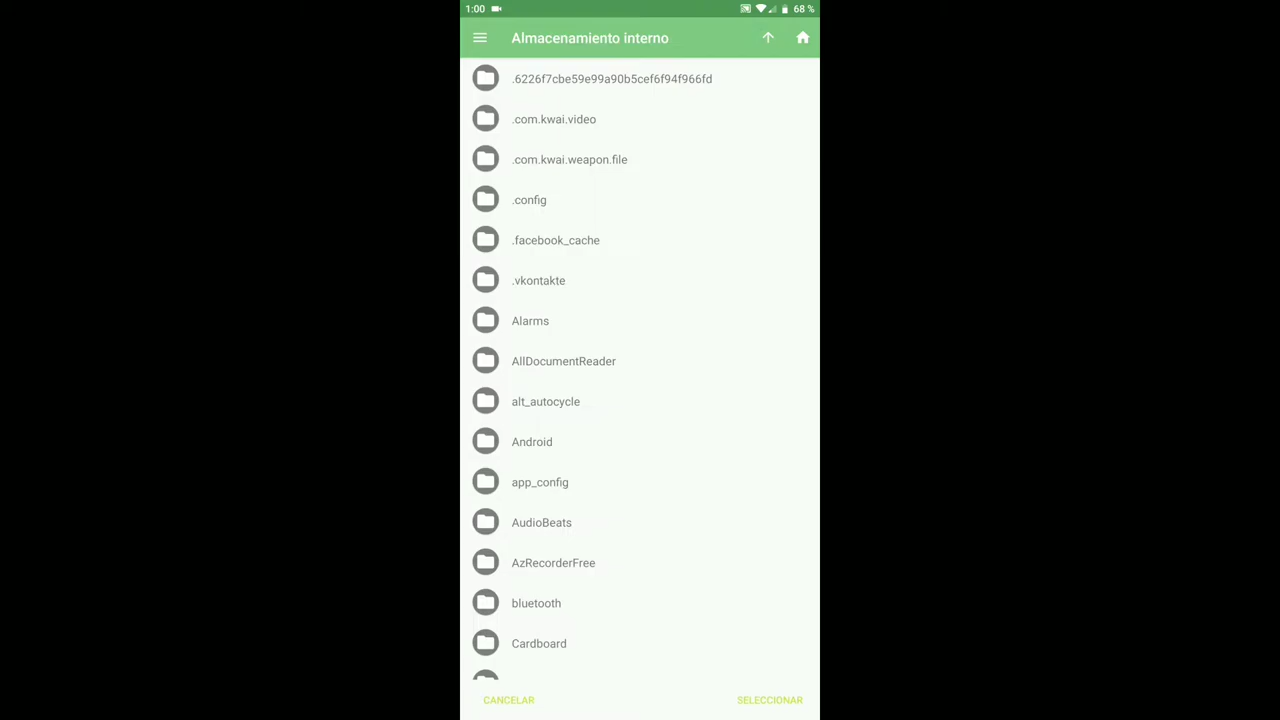 1:00
68 %
Almacenamiento interno
.6226f7cbe59e99a90b5cef6f94f966fd
.com.kwai.video
.com.kwai.weapon.file
.config
.facebook_cache
.vkontakte
Alarms
AllDocumentReader
alt_autocycle
Android
app_config
AudioBeats
AzRecorderFree
bluetooth
Cardboard
CANCELAR
SELECCIONAR